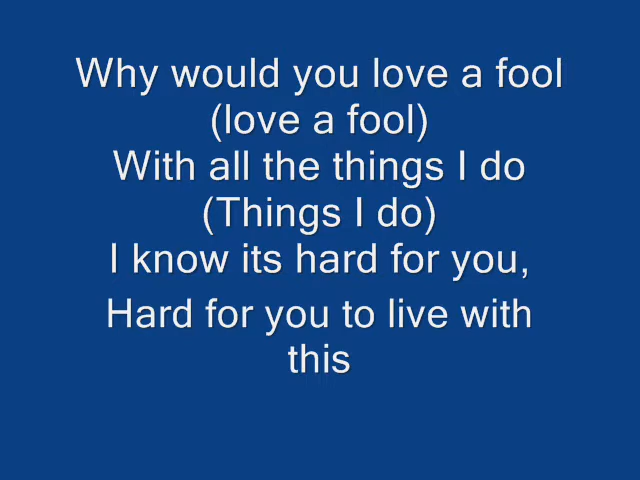 Why would you love a fool
(love a fool)
With all the things I do
(Things I do)
I know its hard for you,
Hard for you to live with
this